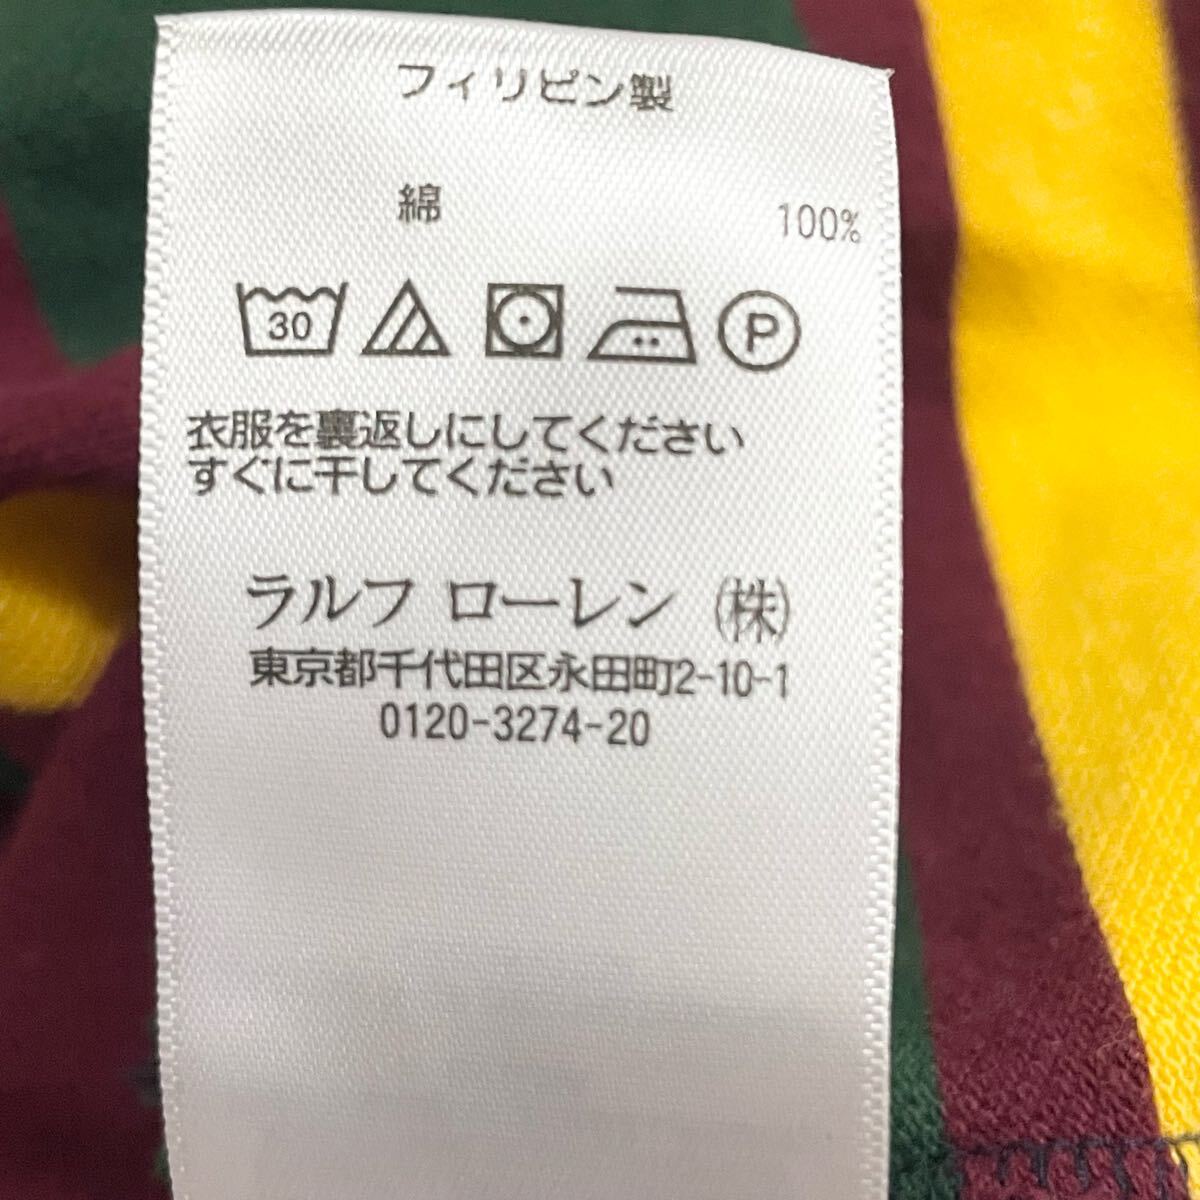 フィリピン製
綿 100%
30 P
衣服を裏返しにしてください
すぐに干してください
ラルフ ローレン (株)
東京都千代田区永田町2-10-1
0120-3274-20